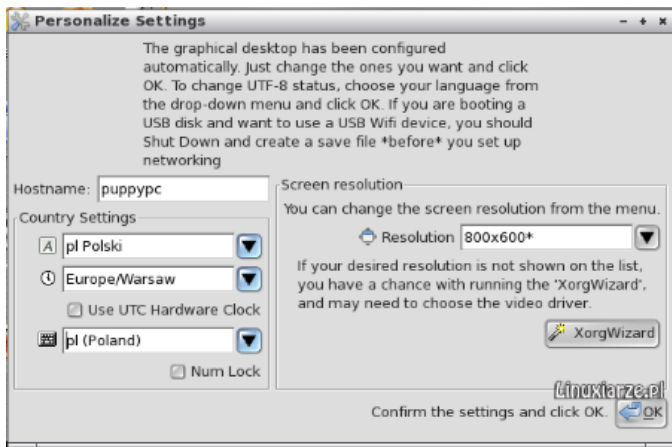 Personalize Settings
The graphical desktop has been configured
automatically. Just change the ones you want and click
OK. To change UTF-8 status, choose your language from
the drop-down menu and click OK. If you are booting a
USB disk and want to use a USB Wifi device, you should
Shut Down and create a save file *before* you set up
networking
Hostname: puppypc
Country Settings
A pl Polski
Europe/Warsaw
Use UTC Hardware Clock
pl (Poland)
Num Lock
Screen resolution
You can change the screen resolution from the menu.
Resolution 800x600*
If your desired resolution is not shown on the list,
you have a chance with running the 'XorgWizard',
and may need to choose the video driver.
XorgWizard
Linuxiarze.pl
Confirm the settings and click OK. OK